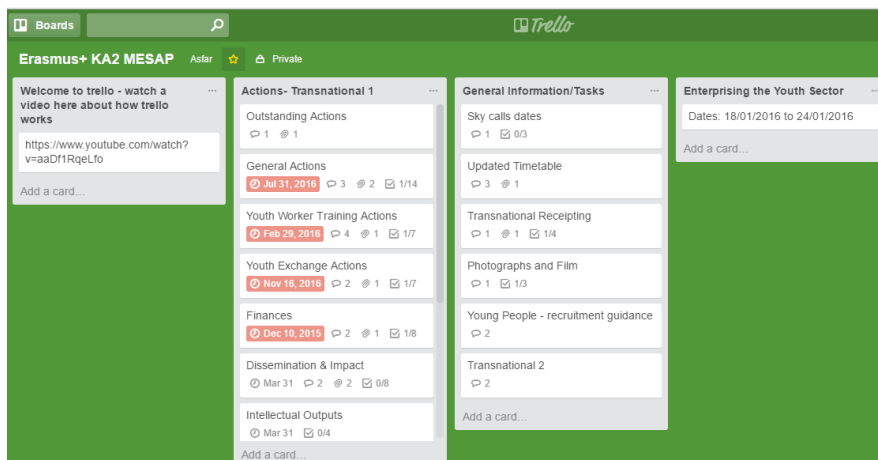 Boards
Trello
Erasmus+ KA2 MESAP Asfar Private
Welcome to trello - watch a
video here about how trello
works
https://www.youtube.com/watch?
v=aaDf1RqeLfo
Add a card...
Actions- Transnational 1
Outstanding Actions
1 1
General Actions
Jul 31, 2016 3 2 1/14
Youth Worker Training Actions
Feb 29, 2016 4 1 1/7
Youth Exchange Actions
Nov 16, 2016 2 1 1/7
Finances
Dec 10, 2015 2 1 1/8
Dissemination & Impact
Mar 31 2 2 0/8
Intellectual Outputs
Mar 31 0/4
Add a card...
General Information/Tasks
Sky calls dates
1 0/3
Updated Timetable
3 1
Transnational Receipting
1 1 1/4
Photographs and Film
1 1/3
Young People - recruitment guidance
2
Transnational 2
2
Add a card...
Enterprising the Youth Sector
Dates: 18/01/2016 to 24/01/2016
Add a card...